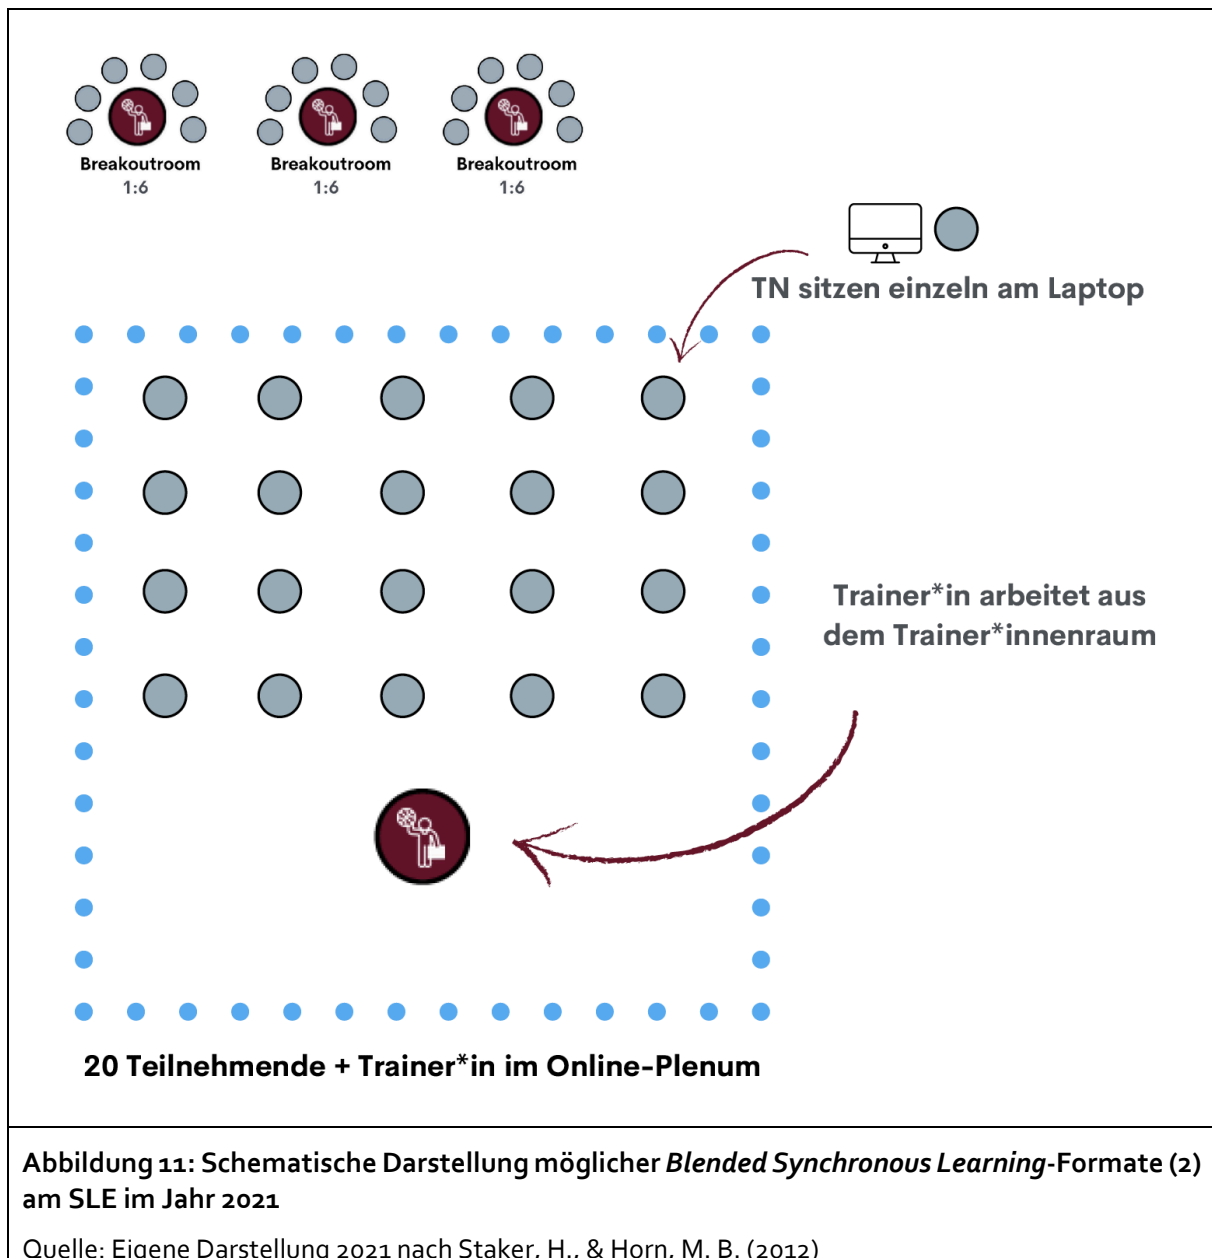 Breakoutroom
1:6
Breakoutroom
1:6
Breakoutroom
1:6
TN sitzen einzeln am Laptop
Trainer*in arbeitet aus
dem Trainer*innenraum
20 Teilnehmende + Trainer*in im Online-Plenum
Abbildung 11: Schematische Darstellung möglicher Blended Synchronous Learning-Formate (2)
am SLE im Jahr 2021
Quelle: Eigene Darstellung 2021 nach Staker, H., & Horn, M. B. (2012)